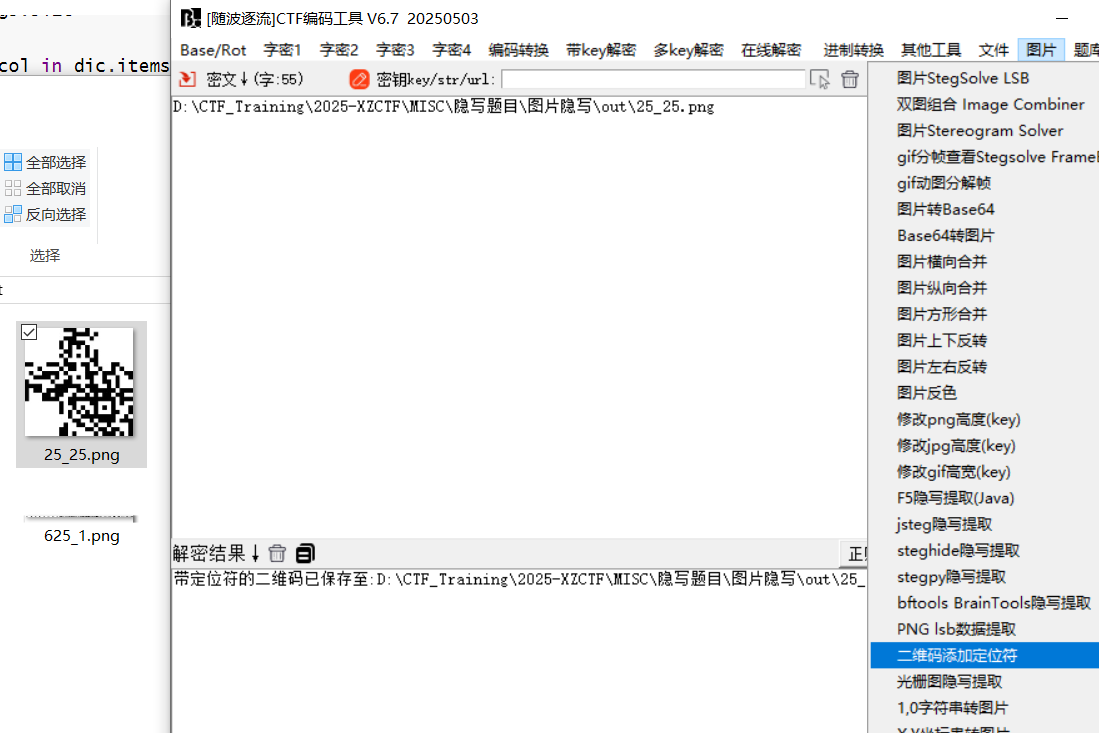 [随波逐流]CTF编码工具 V6.7 20250503
Base/Rot 字密1 字密2 字密3 字密4 编码转换 带key解密 多key解密 在线解密 进制转换 其他工具 文件 图片 题库
col in dic.items
密文↓(字:55) 密钥key/str/url:
D:\CTF_Training\2025-XZCTF\MISC\隐写题目\图片隐写\out\25_25.png
全部选择
全部取消
反向选择
选择
t
25_25.png
625_1.png
解密结果↓
带定位符的二维码已保存至:D:\CTF_Training\2025-XZCTF\MISC\隐写题目\图片隐写\out\25_
图片StegSolve LSB
双图组合 Image Combiner
图片Stereogram Solver
gif分帧查看Stegsolve Frame
gif动图分解帧
图片转Base64
Base64转图片
图片横向合并
图片纵向合并
图片方形合并
图片上下反转
图片左右反转
图片反色
修改png高度(key)
修改jpg高度(key)
修改gif高宽(key)
F5隐写提取(Java)
jsteg隐写提取
steghide隐写提取
stegpy隐写提取
bftools BrainTools隐写提取
PNG lsb数据提取
二维码添加定位符
光栅图隐写提取
1,0字符串转图片
X,Y坐标串转图片